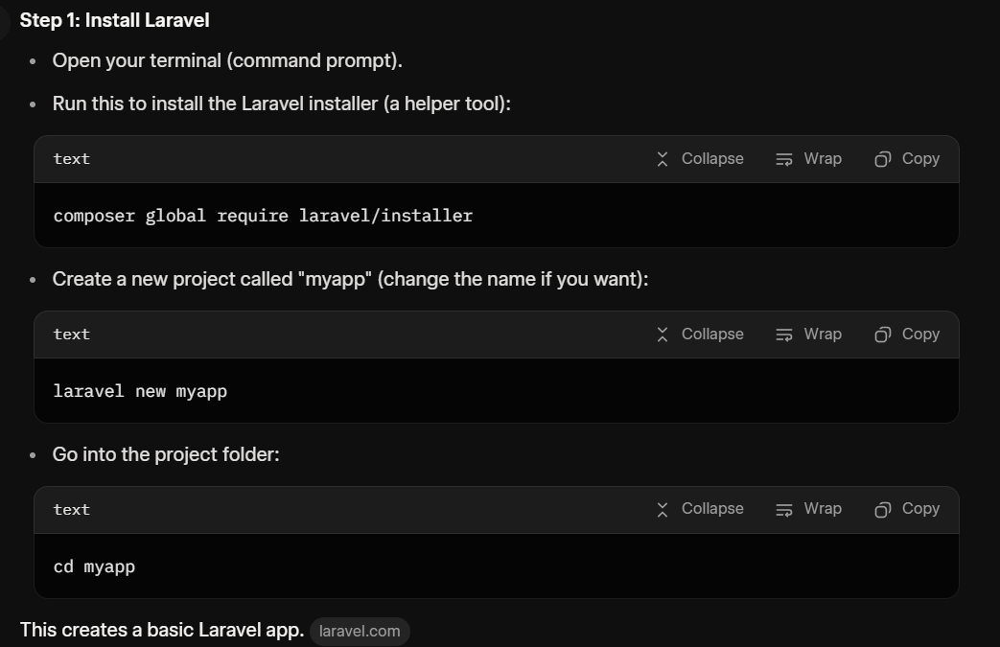 Step 1: Install Laravel
• Open your terminal (command prompt).
• Run this to install the Laravel installer (a helper tool):
text Collapse Wrap Copy
composer global require laravel/installer
• Create a new project called "myapp" (change the name if you want):
text Collapse Wrap Copy
laravel new myapp
• Go into the project folder:
text Collapse Wrap Copy
cd myapp
This creates a basic Laravel app. laravel.com